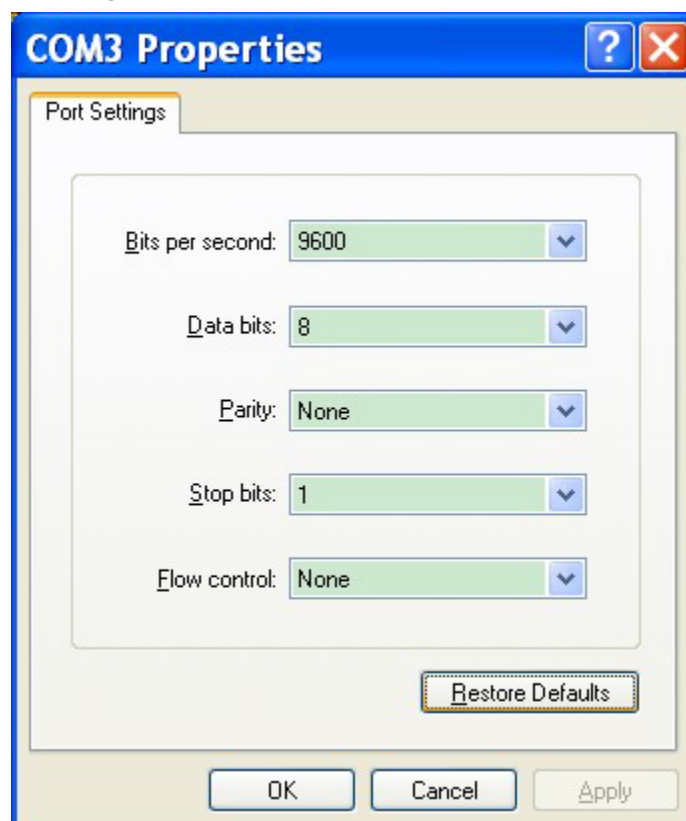 COM3 Properties
Port Settings
Bits per second: 9600
Data bits: 8
Parity: None
Stop bits: 1
Flow control: None
Restore Defaults
OK Cancel Apply